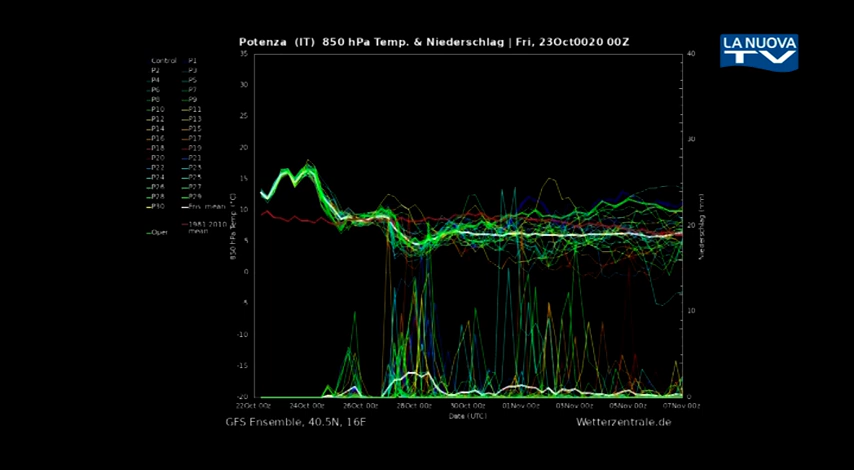 Potenza (IT) 850 hPa Temp. & Niederschlag | Fri, 23Oct0020 00Z
LA NUOVA
TV
Control P1
P2 P3
P4 P5
P6 P7
P8 P9
P10 P11
P12 P13
P14 P15
P16 P17
P18 P19
P20 P21
P22 P23
P24 P25
P26 P27
P28 P29
P30 Ens. mean
1981-2010
mean
Oper
35
30
25
20
15
10
5
0
-5
-10
-15
-20
850 hPa Temp. (°C)
40
30
20
10
0
Niederschlag (mm)
22Oct 00z 24Oct 00z 26Oct 00z 28Oct 00z 30Oct 00z 01Nov 00z 03Nov 00z 05Nov 00z 07Nov 00z
Date (UTC)
GFS Ensemble, 40.5N, 16E
Wetterzentrale.de